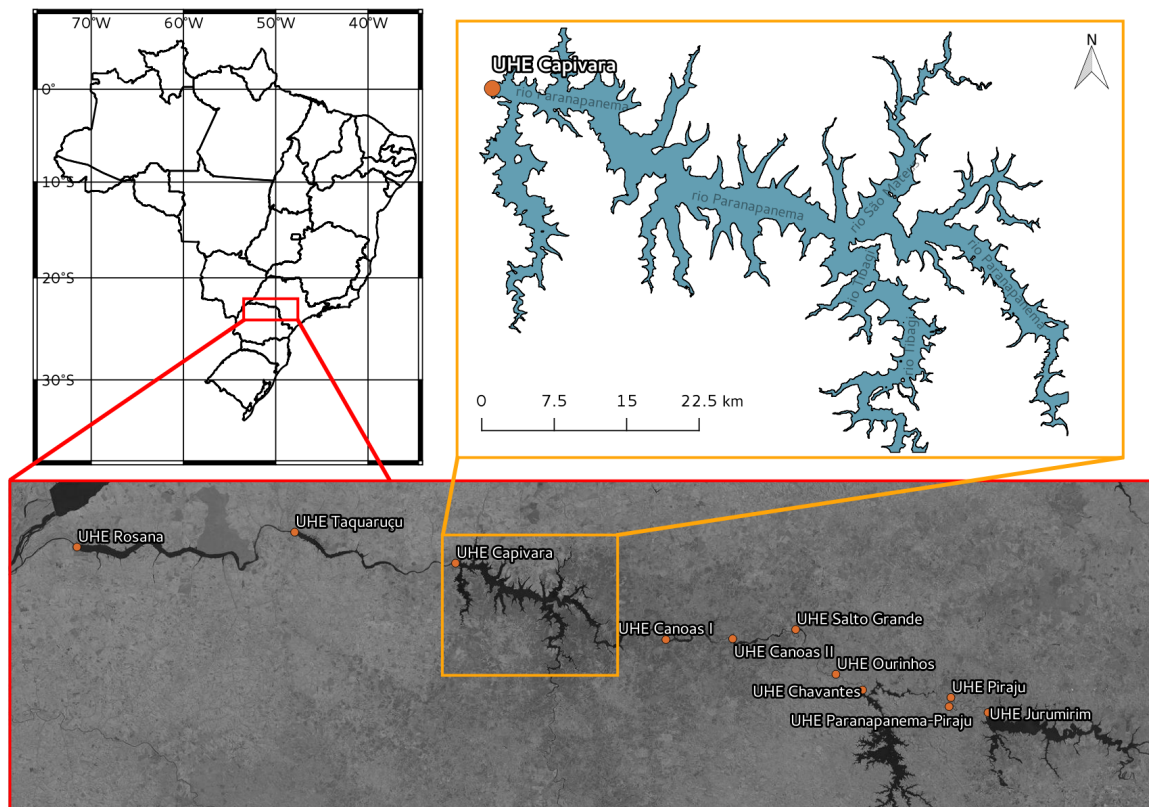 70°W 60°W 50°W 40°W
0°
10°S
20°S
30°S
N
UHE Capivara
rio Paranapanema
rio Paranapanema
rio São Mateus
rio Tibagi
rio Tibagi
rio Paranapanema
0 7.5 15 22.5 km
UHE Rosana
UHE Taquaruçu
UHE Capivara
UHE Canoas I
UHE Canoas II
UHE Salto Grande
UHE Ourinhos
UHE Chavantes
UHE Piraju
UHE Paranapanema-Piraju
UHE Jurumirim